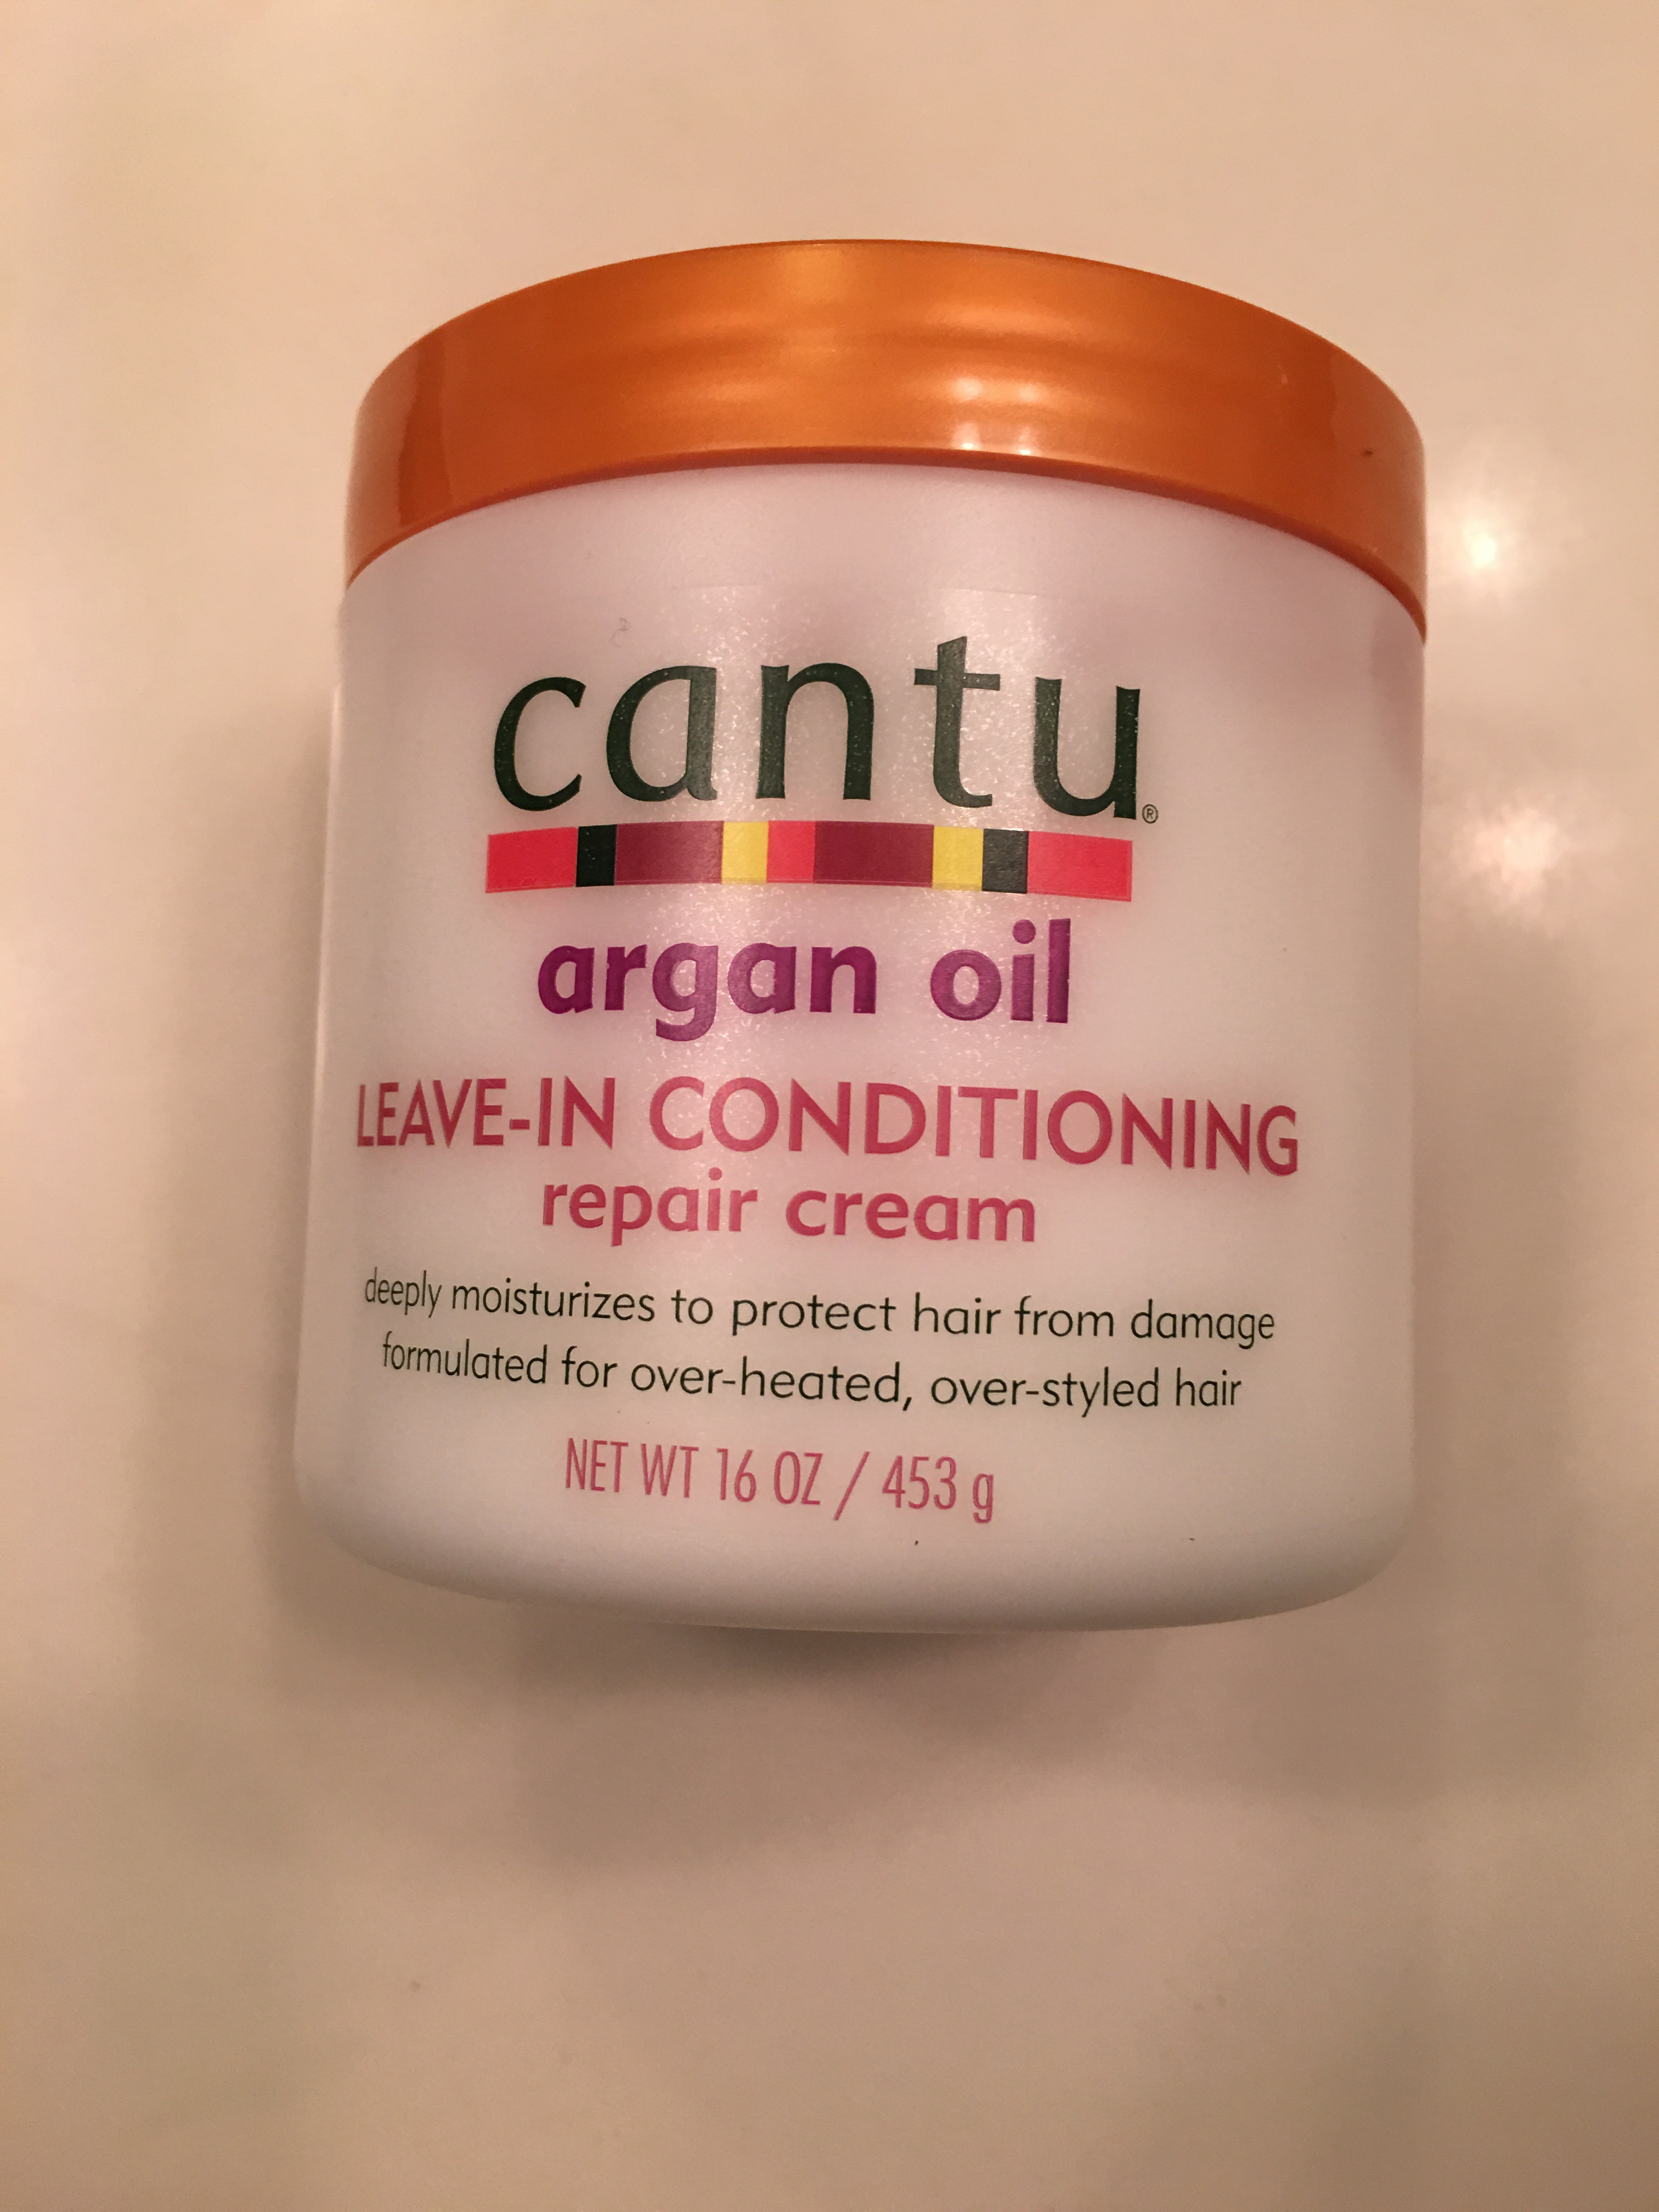 cantu®
argan oil
LEAVE-IN CONDITIONING
repair cream
deeply moisturizes to protect hair from damage
formulated for over-heated, over-styled hair
NET WT 16 OZ / 453 g